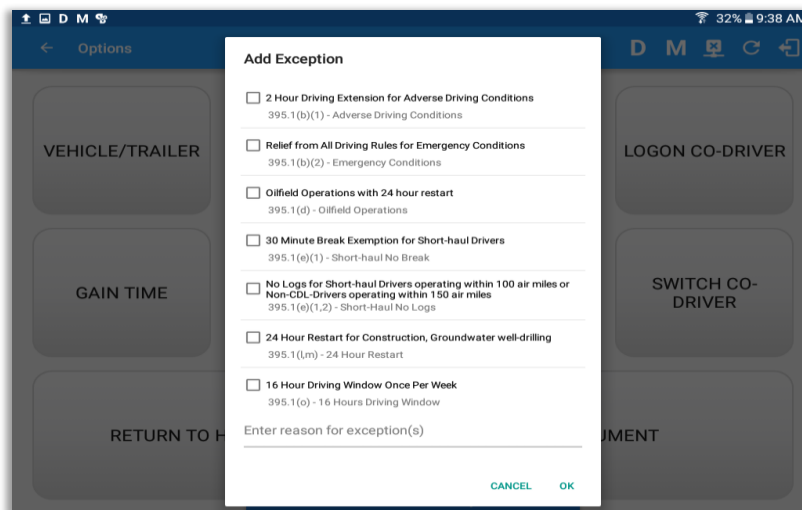 D M 32% 9:38 AM
Options
D M
Add Exception
2 Hour Driving Extension for Adverse Driving Conditions
395.1(b)(1) - Adverse Driving Conditions
Relief from All Driving Rules for Emergency Conditions
395.1(b)(2) - Emergency Conditions
Oilfield Operations with 24 hour restart
395.1(d) - Oilfield Operations
30 Minute Break Exemption for Short-haul Drivers
395.1(e)(1) - Short-haul No Break
No Logs for Short-haul Drivers operating within 100 air miles or
Non-CDL-Drivers operating within 150 air miles
395.1(e)(1,2) - Short-Haul No Logs
24 Hour Restart for Construction, Groundwater well-drilling
395.1(l,m) - 24 Hour Restart
16 Hour Driving Window Once Per Week
395.1(o) - 16 Hours Driving Window
Enter reason for exception(s)
CANCEL OK
VEHICLE/TRAILER
LOGON CO-DRIVER
GAIN TIME
SWITCH CO-
DRIVER
RETURN TO H
UMENT